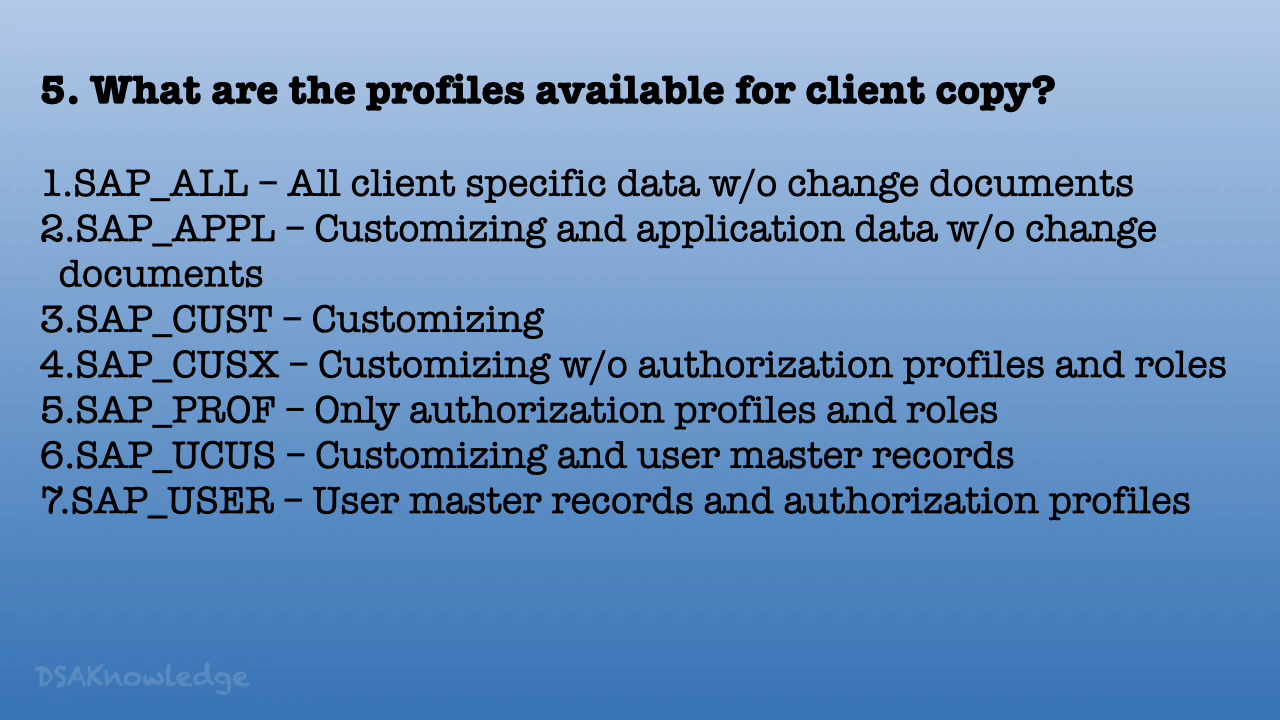 5. What are the profiles available for client copy?
1.SAP_ALL – All client specific data w/o change documents
2.SAP_APPL – Customizing and application data w/o change
documents
3.SAP_CUST – Customizing
4.SAP_CUSX – Customizing w/o authorization profiles and roles
5.SAP_PROF – Only authorization profiles and roles
6.SAP_UCUS – Customizing and user master records
7.SAP_USER – User master records and authorization profiles
DSAKnowledge